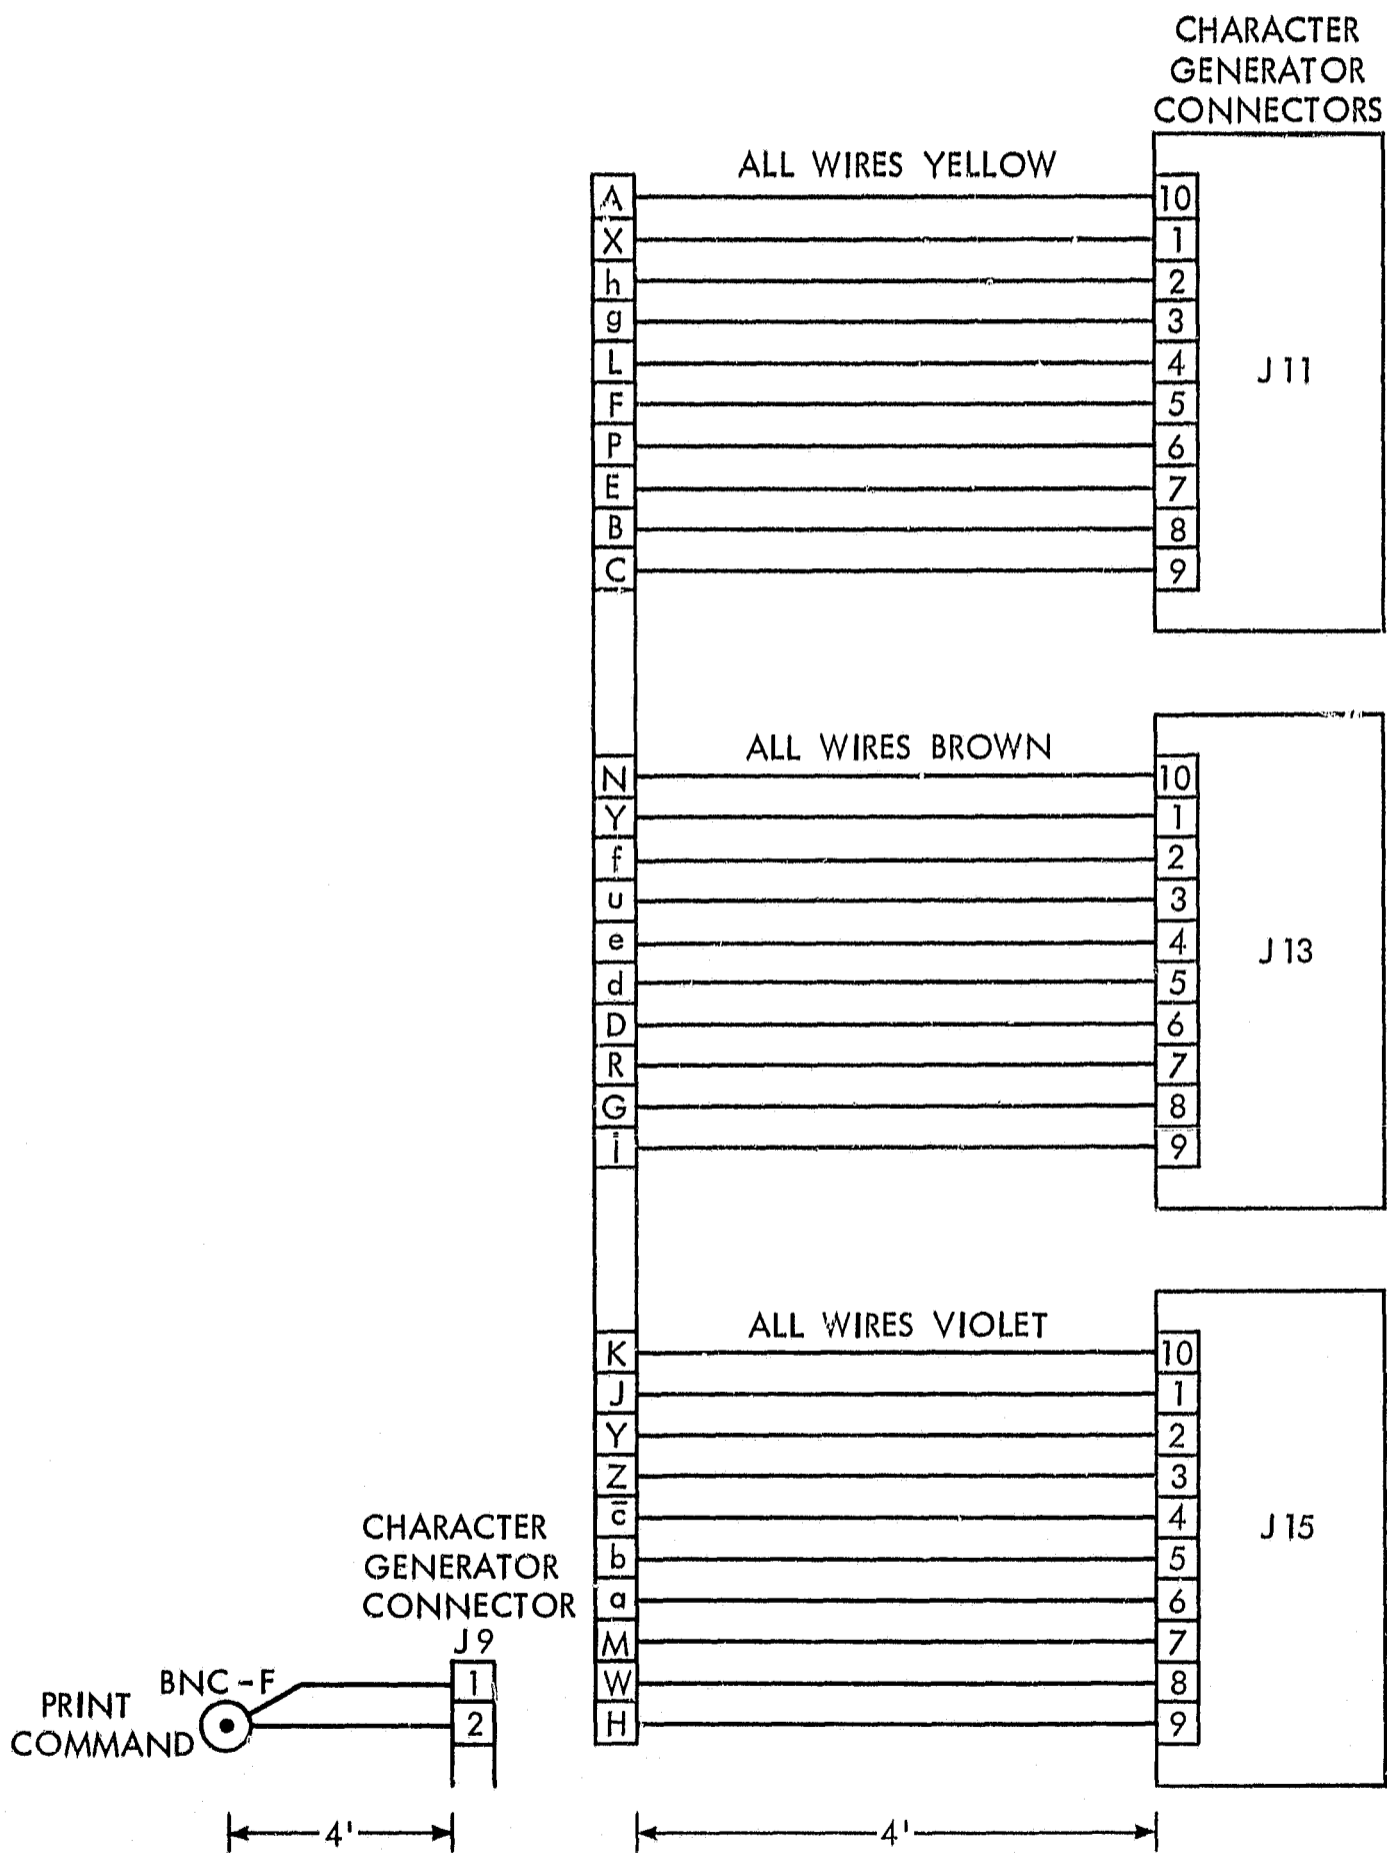 CHARACTER
GENERATOR
CONNECTORS
ALL WIRES YELLOW
A 10
X 1
h 2
g 3
L 4
F 5
P 6
E 7
B 8
C 9
J 11
ALL WIRES BROWN
N 10
Y 1
f 2
u 3
e 4
d 5
D 6
R 7
G 8
i 9
J 13
ALL WIRES VIOLET
K 10
J 1
Y 2
Z 3
c̄ 4
b 5
a 6
M 7
W 8
H 9
J 15
CHARACTER
GENERATOR
CONNECTOR
J 9
1
2
BNC - F
PRINT
COMMAND
4'
4'